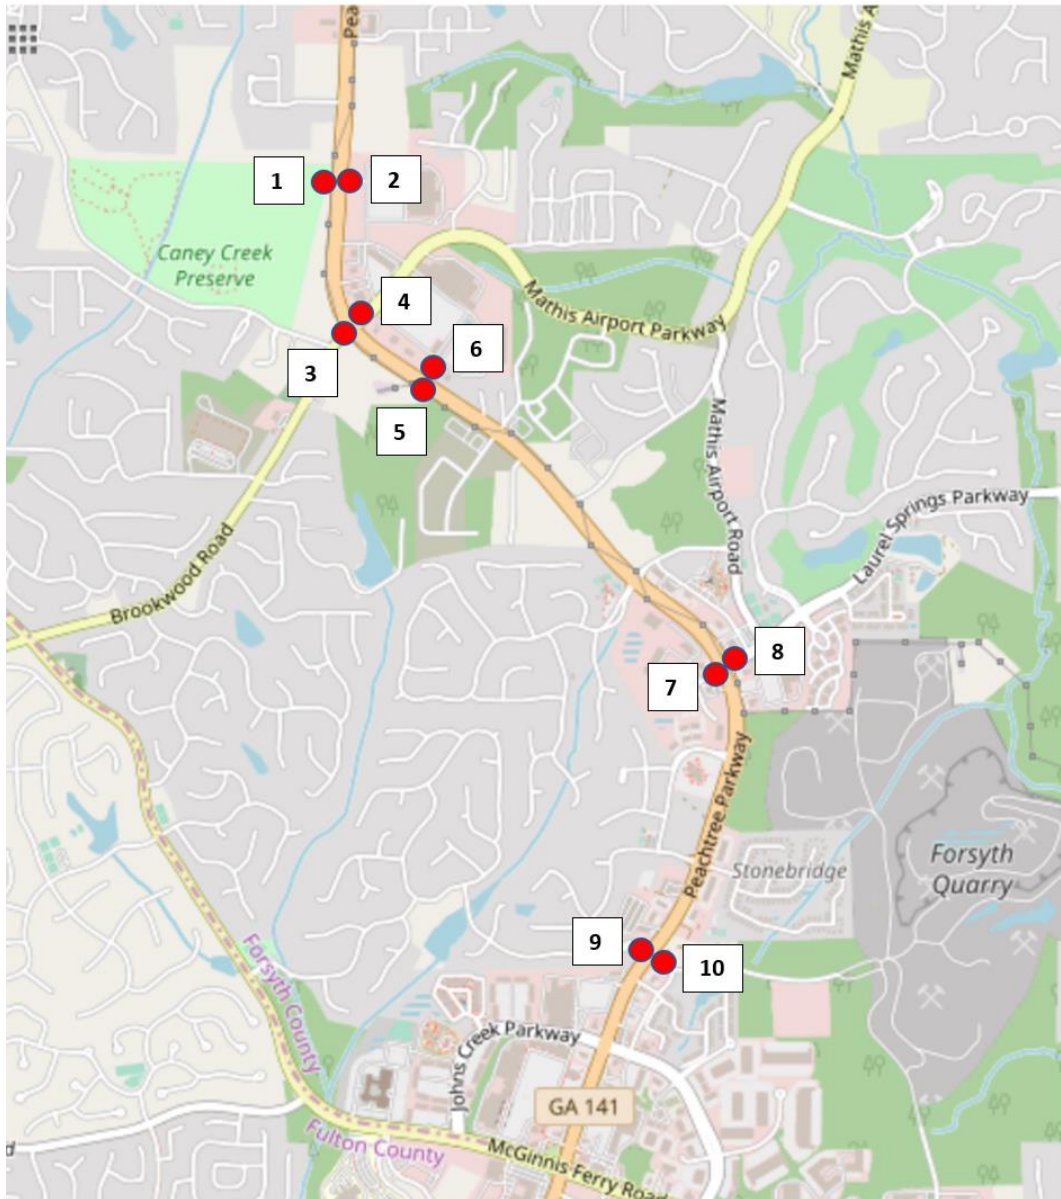 Pea
Mathis A
1
2
Caney Creek
Preserve
4
Mathis Airport Parkway
6
3
5
Mathis Airport Road
Laurel Springs Parkway
Brookwood Road
8
7
Peachtree Parkway
Stonebridge
Forsyth
Quarry
9
10
Forsyth County
Johns Creek Parkway
GA 141
Fulton County
McGinnis Ferry Road
d